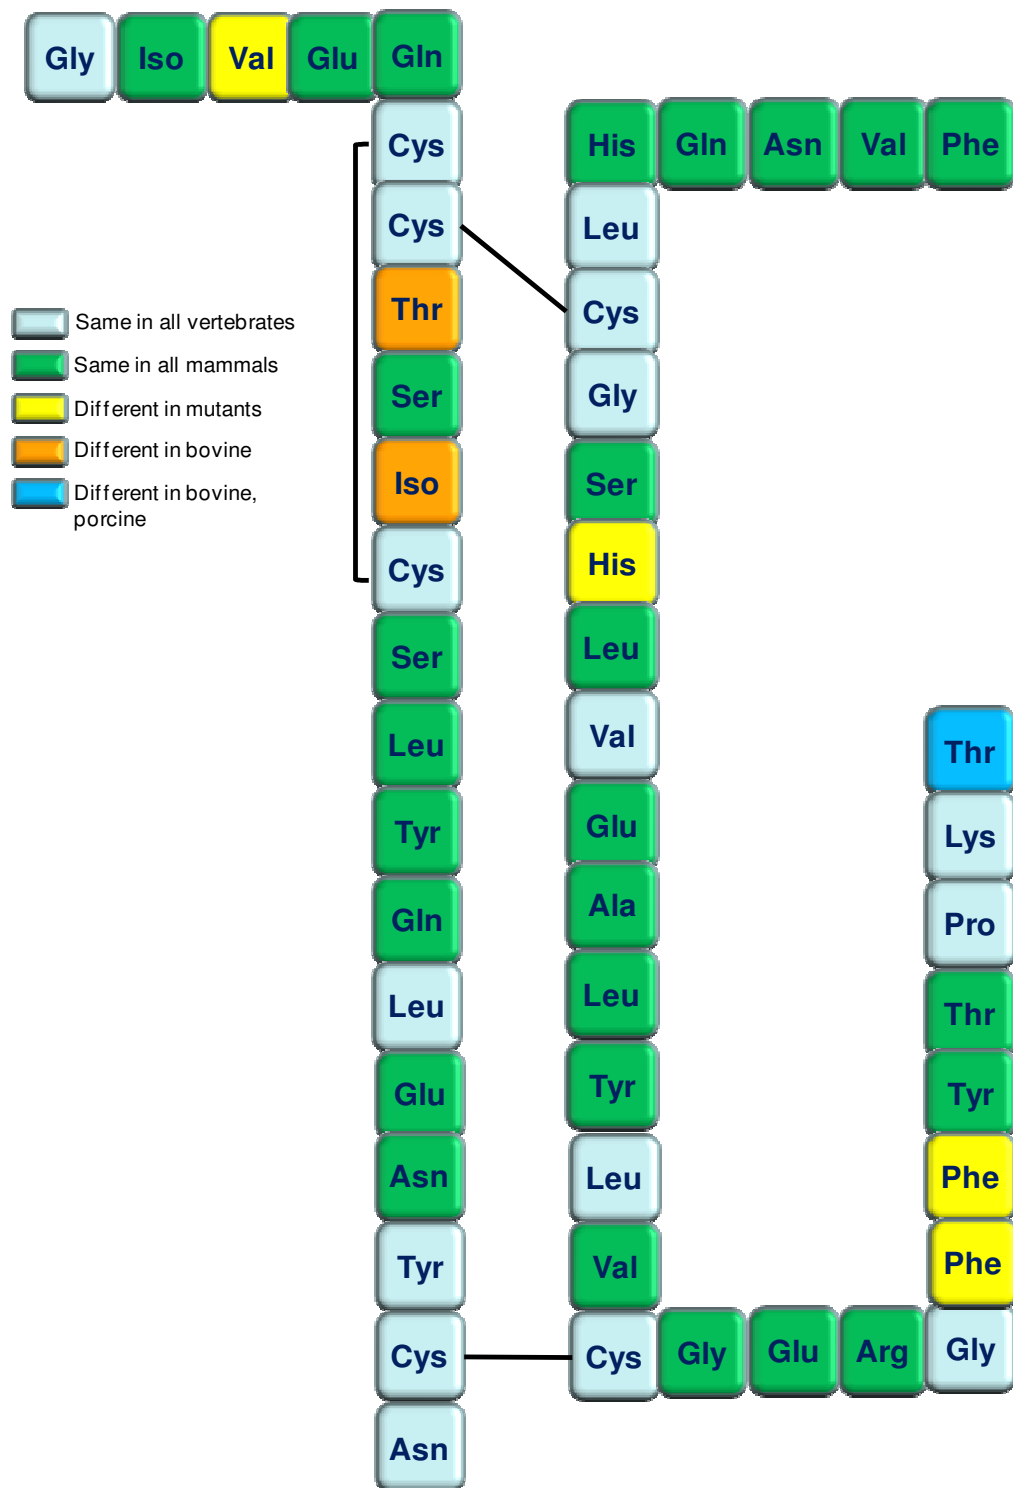 Gly Iso Val Glu Gln
Cys
Cys
Thr
Ser
Iso
Cys
Ser
Leu
Tyr
Gln
Leu
Glu
Asn
Tyr
Cys
Asn
Phe Val Asn Gln His
Leu
Cys
Gly
Ser
His
Leu
Val
Glu
Ala
Leu
Tyr
Leu
Val
Cys Gly Glu Arg Gly
Phe
Phe
Tyr
Thr
Pro
Lys
Thr
Same in all vertebrates
Same in all mammals
Different in mutants
Different in bovine
Different in bovine,
porcine